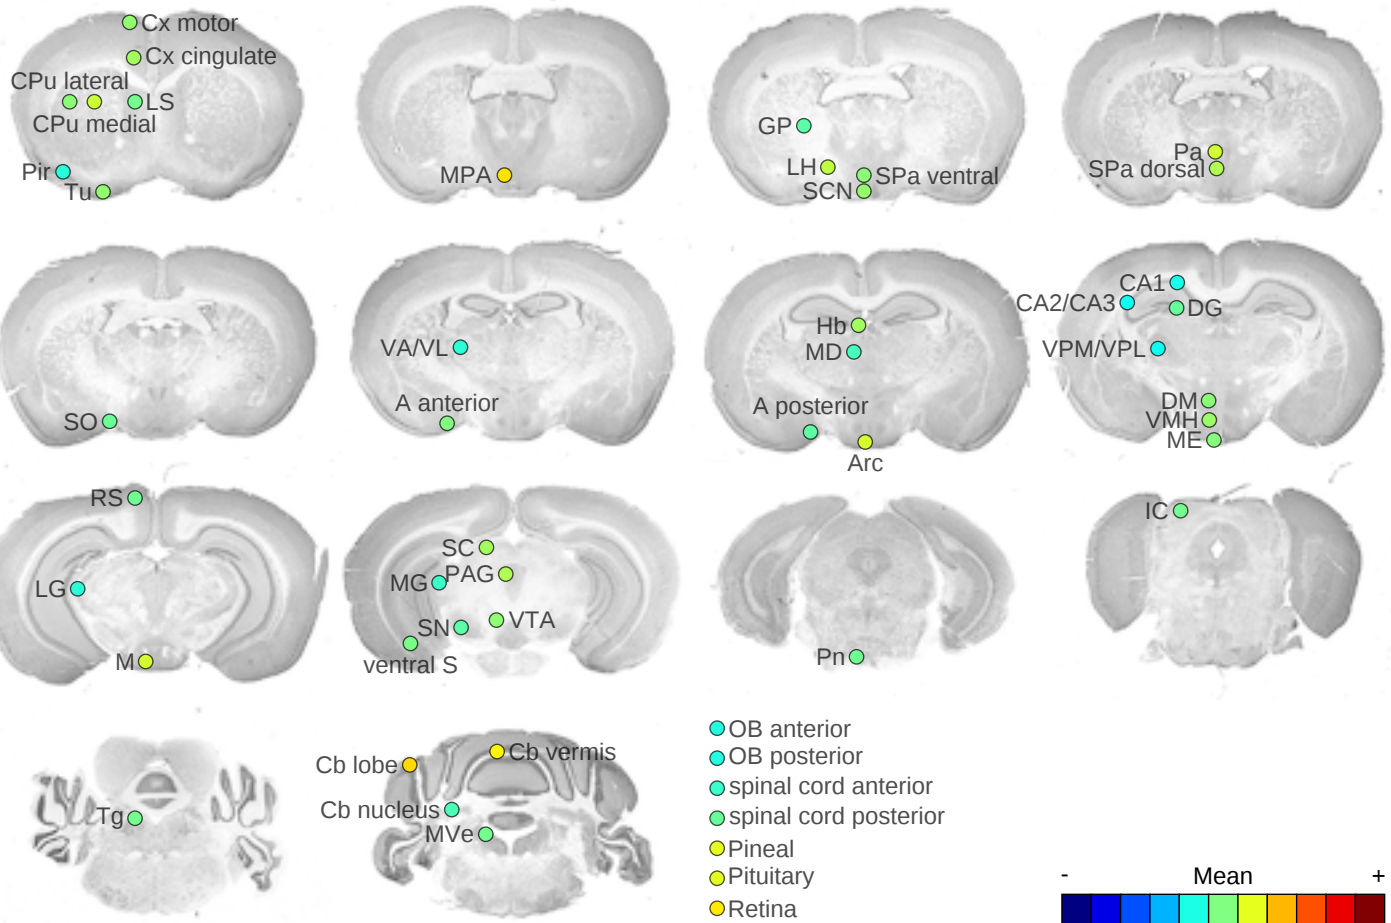 Cx motor
Cx cingulate
CPu lateral
LS
CPu medial
Pir
Tu
MPA
GP
LH
SPa ventral
SCN
Pa
SPa dorsal
SO
VA/VL
A anterior
Hb
MD
A posterior
Arc
CA1
CA2/CA3
DG
VPM/VPL
DM
VMH
ME
RS
LG
M
SC
MG
PAG
SN
VTA
ventral S
Pn
IC
Tg
Cb lobe
Cb vermis
Cb nucleus
MVe
OB anterior
OB posterior
spinal cord anterior
spinal cord posterior
Pineal
Pituitary
Retina
- Mean +